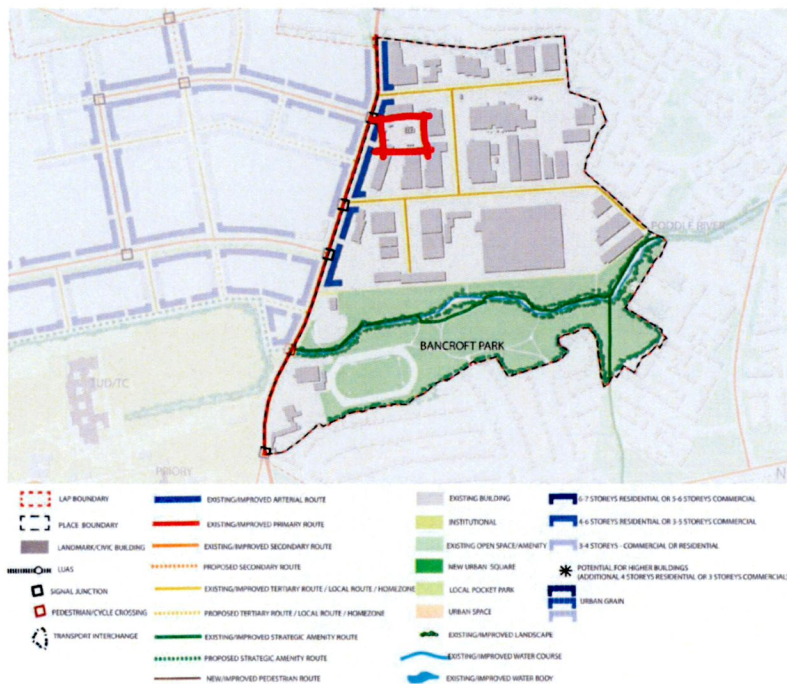 PODDLE RIVER
BANCROFT PARK
PRIORY
N
LAP BOUNDARY
PLACE BOUNDARY
LANDMARK/CIVIC BUILDING
LUAS
SIGNAL JUNCTION
PEDESTRIAN/CYCLE CROSSING
TRANSPORT INTERCHANGE
EXISTING/IMPROVED ARTERIAL ROUTE
EXISTING/IMPROVED PRIMARY ROUTE
EXISTING/IMPROVED SECONDARY ROUTE
PROPOSED SECONDARY ROUTE
EXISTING/IMPROVED TERTIARY ROUTE / LOCAL ROUTE / HOMEZONE
PROPOSED TERTIARY ROUTE / LOCAL ROUTE / HOMEZONE
EXISTING/IMPROVED STRATEGIC AMENITY ROUTE
PROPOSED STRATEGIC AMENITY ROUTE
NEW/IMPROVED PEDESTRIAN ROUTE
EXISTING BUILDING
INSTITUTIONAL
EXISTING OPEN SPACE/AMENITY
NEW URBAN SQUARE
LOCAL POCKET PARK
URBAN SPACE
EXISTING/IMPROVED LANDSCAPE
EXISTING/IMPROVED WATER COURSE
EXISTING/IMPROVED WATER BODY
6-7 STOREYS RESIDENTIAL OR 5-6 STOREYS COMMERCIAL
4-6 STOREYS RESIDENTIAL OR 3-5 STOREYS COMMERCIAL
3-4 STOREYS - COMMERCIAL OR RESIDENTIAL
POTENTIAL FOR HIGHER BUILDINGS
(ADDITIONAL 4 STOREYS RESIDENTIAL OR 3 STOREYS COMMERCIAL)
URBAN GRAIN